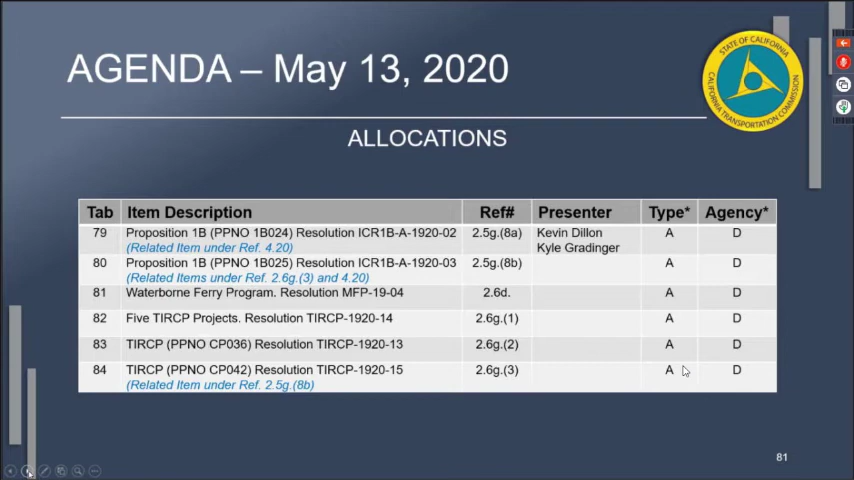 AGENDA – May 13, 2020
STATE OF CALIFORNIA
CALIFORNIA TRANSPORTATION COMMISSION
ALLOCATIONS
Tab Item Description Ref# Presenter Type* Agency*
79 Proposition 1B (PPNO 1B024) Resolution ICR1B-A-1920-02 2.5g.(8a) Kevin Dillon A D
(Related Item under Ref. 4.20) Kyle Gradinger
80 Proposition 1B (PPNO 1B025) Resolution ICR1B-A-1920-03 2.5g.(8b) A D
(Related Items under Ref. 2.6g.(3) and 4.20)
81 Waterborne Ferry Program. Resolution MFP-19-04 2.6d. A D
82 Five TIRCP Projects. Resolution TIRCP-1920-14 2.6g.(1) A D
83 TIRCP (PPNO CP036) Resolution TIRCP-1920-13 2.6g.(2) A D
84 TIRCP (PPNO CP042) Resolution TIRCP-1920-15 2.6g.(3) A D
(Related Item under Ref. 2.5g.(8b)
81